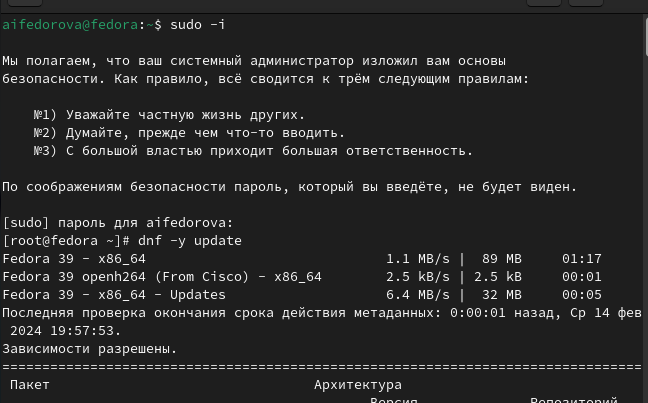 aifedorova@fedora:~$ sudo -i
Мы полагаем, что ваш системный администратор изложил вам основы
безопасности. Как правило, всё сводится к трём следующим правилам:
№1) Уважайте частную жизнь других.
№2) Думайте, прежде чем что-то вводить.
№3) С большой властью приходит большая ответственность.
По соображениям безопасности пароль, который вы введёте, не будет виден.
[sudo] пароль для aifedorova:
[root@fedora ~]# dnf -y update
Fedora 39 - x86_64 1.1 MB/s | 89 MB 01:17
Fedora 39 openh264 (From Cisco) - x86_64 2.5 kB/s | 2.5 kB 00:01
Fedora 39 - x86_64 - Updates 6.4 MB/s | 32 MB 00:05
Последняя проверка окончания срока действия метаданных: 0:00:01 назад, Ср 14 фев
2024 19:57:53.
Зависимости разрешены.
================================================================================
Пакет Архитектура
Версия Репозиторий